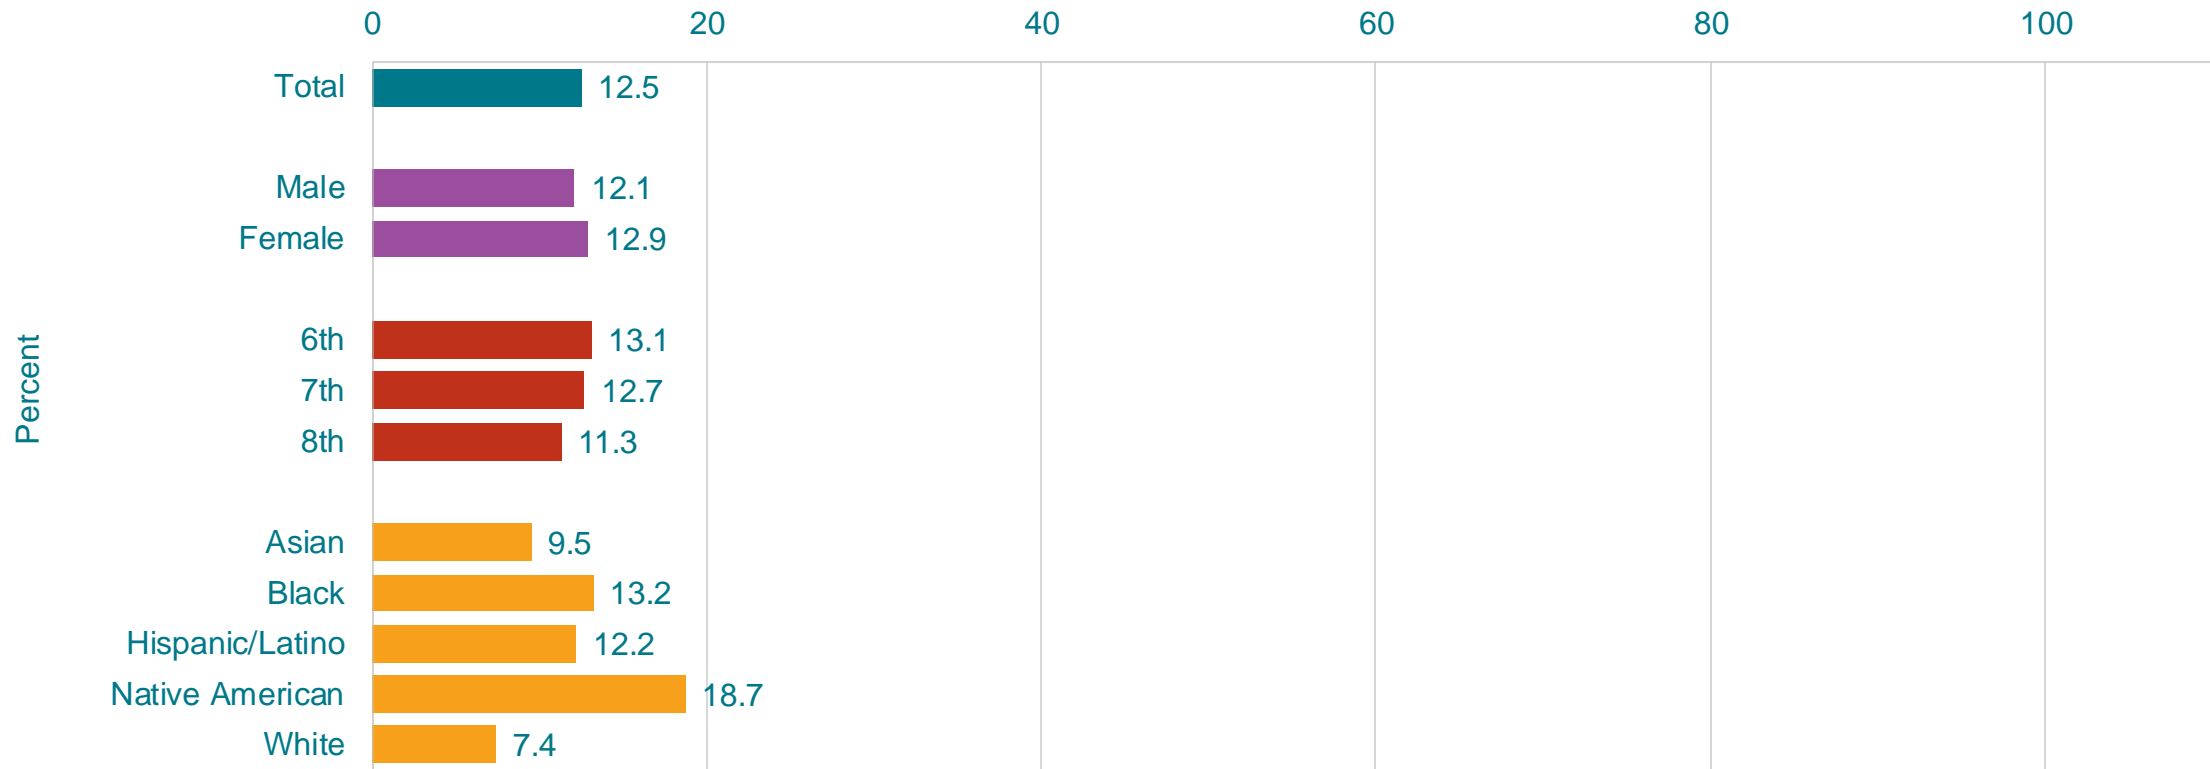 0 20 40 60 80 100
Total 12.5
Male 12.1
Female 12.9
6th 13.1
Percent
7th 12.7
8th 11.3
Asian 9.5
Black 13.2
Hispanic/Latino 12.2
Native American 18.7
White 7.4